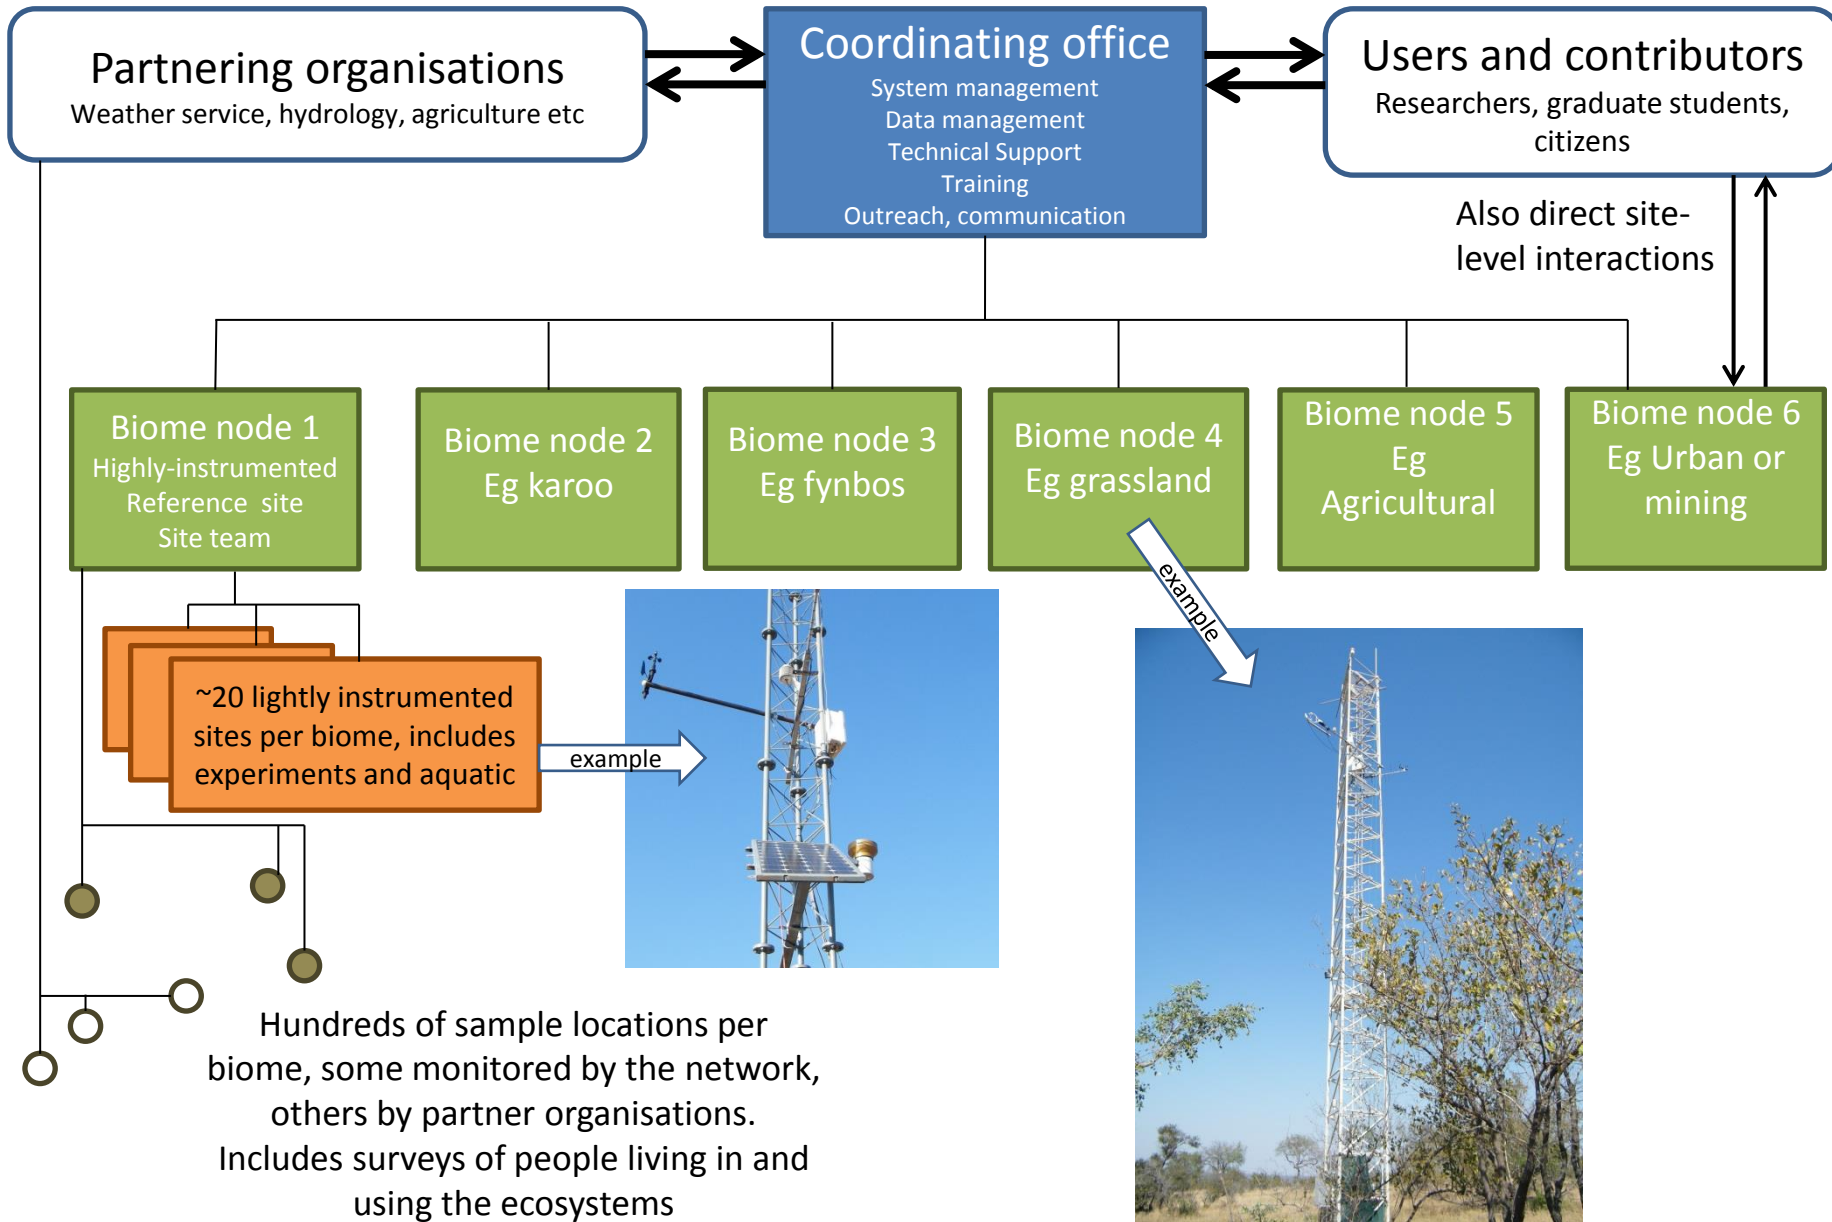 Partnering organisations
Weather service, hydrology, agriculture etc
Coordinating office
System management
Data management
Technical Support
Training
Outreach, communication
Users and contributors
Researchers, graduate students,
citizens
Also direct site-
level interactions
Biome node 1
Highly-instrumented
Reference site
Site team
Biome node 2
Eg karoo
Biome node 3
Eg fynbos
Biome node 4
Eg grassland
Biome node 5
Eg
Agricultural
Biome node 6
Eg Urban or
mining
example
~20 lightly instrumented
sites per biome, includes
experiments and aquatic
example
Hundreds of sample locations per
biome, some monitored by the network,
others by partner organisations.
Includes surveys of people living in and
using the ecosystems